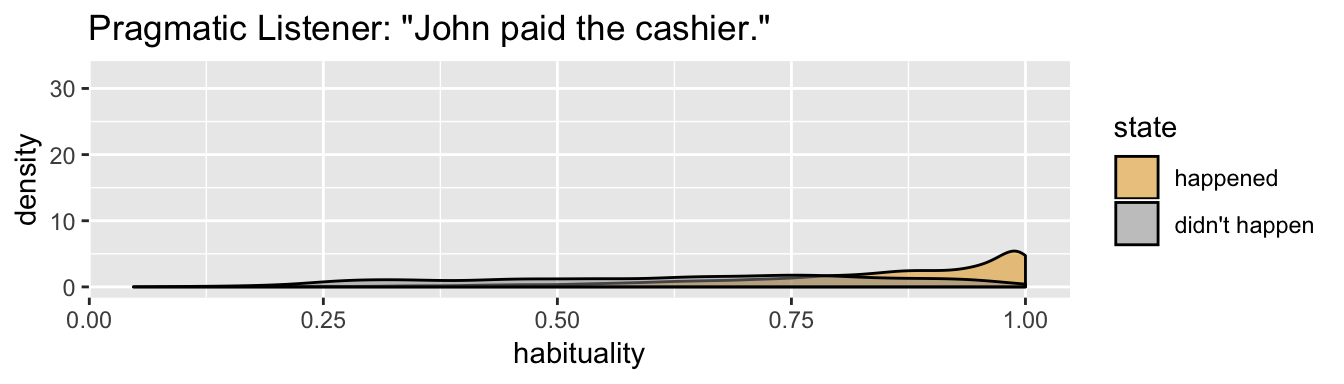 Pragmatic Listener: "John paid the cashier."
density
30
20
10
0
0.00 0.25 0.50 0.75 1.00
habituality
state
happened
didn't happen